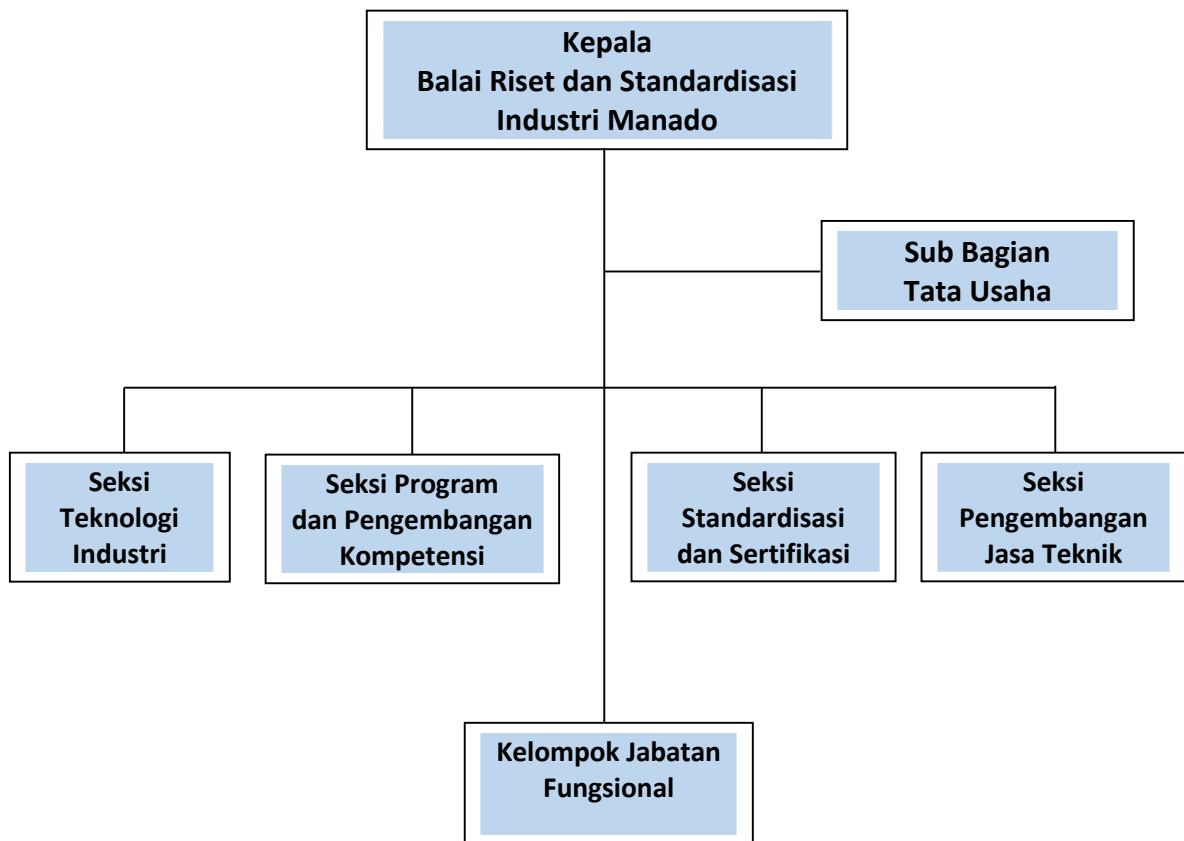 Kepala
Balai Riset dan Standardisasi
Industri Manado
Sub Bagian
Tata Usaha
Seksi
Teknologi
Industri
Seksi Program
dan Pengembangan
Kompetensi
Seksi
Standardisasi
dan Sertifikasi
Seksi
Pengembangan
Jasa Teknik
Kelompok Jabatan
Fungsional